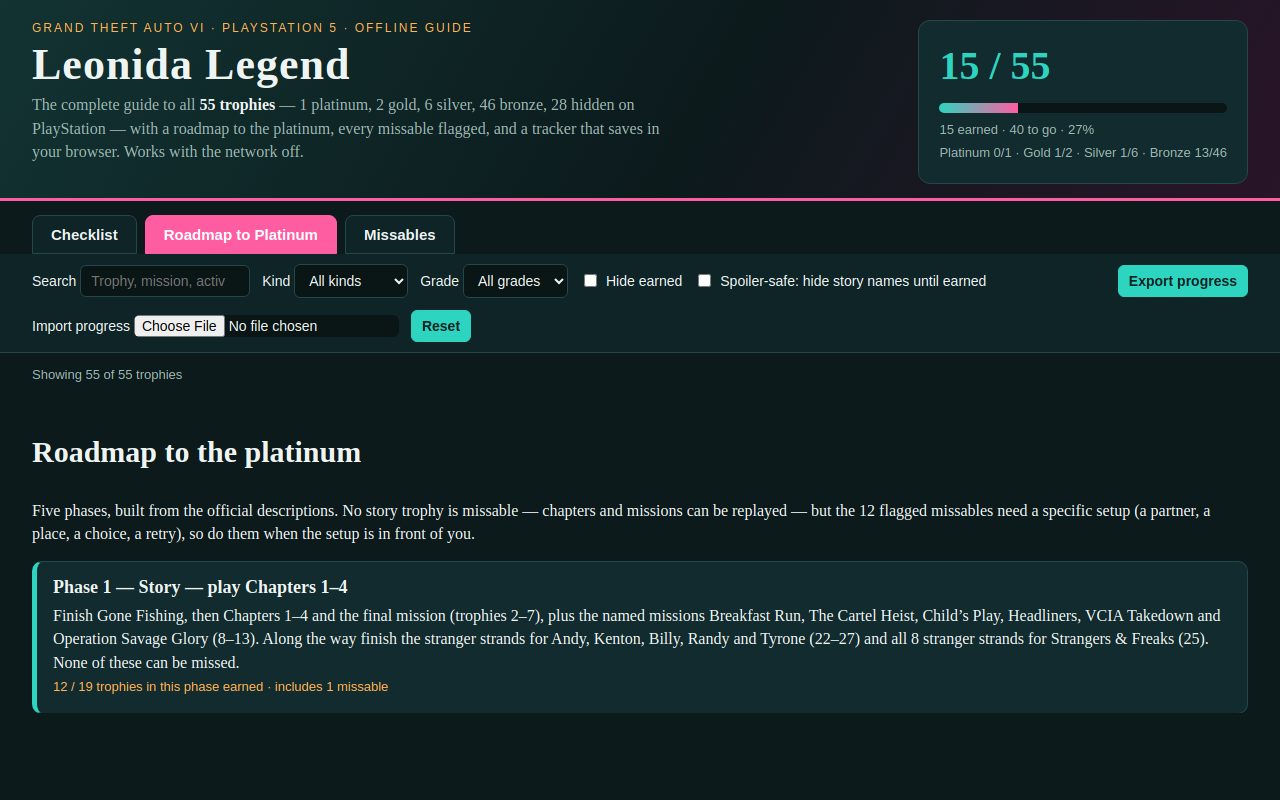 GRAND THEFT AUTO VI · PLAYSTATION 5 · OFFLINE GUIDE
Leonida Legend
The complete guide to all 55 trophies — 1 platinum, 2 gold, 6 silver, 46 bronze, 28 hidden on
PlayStation — with a roadmap to the platinum, every missable flagged, and a tracker that saves in
your browser. Works with the network off.
15 / 55
15 earned · 40 to go · 27%
Platinum 0/1 · Gold 1/2 · Silver 1/6 · Bronze 13/46
Checklist
Roadmap to Platinum
Missables
Search Trophy, mission, activ Kind All kinds Grade All grades Hide earned Spoiler-safe: hide story names until earned Export progress
Import progress Choose File No file chosen Reset
Showing 55 of 55 trophies
Roadmap to the platinum
Five phases, built from the official descriptions. No story trophy is missable — chapters and missions can be replayed — but the 12 flagged missables need a specific setup (a partner, a
place, a choice, a retry), so do them when the setup is in front of you.
Phase 1 — Story — play Chapters 1–4
Finish Gone Fishing, then Chapters 1–4 and the final mission (trophies 2–7), plus the named missions Breakfast Run, The Cartel Heist, Child’s Play, Headliners, VCIA Takedown and
Operation Savage Glory (8–13). Along the way finish the stranger strands for Andy, Kenton, Billy, Randy and Tyrone (22–27) and all 8 stranger strands for Strangers & Freaks (25).
None of these can be missed.
12 / 19 trophies in this phase earned · includes 1 missable